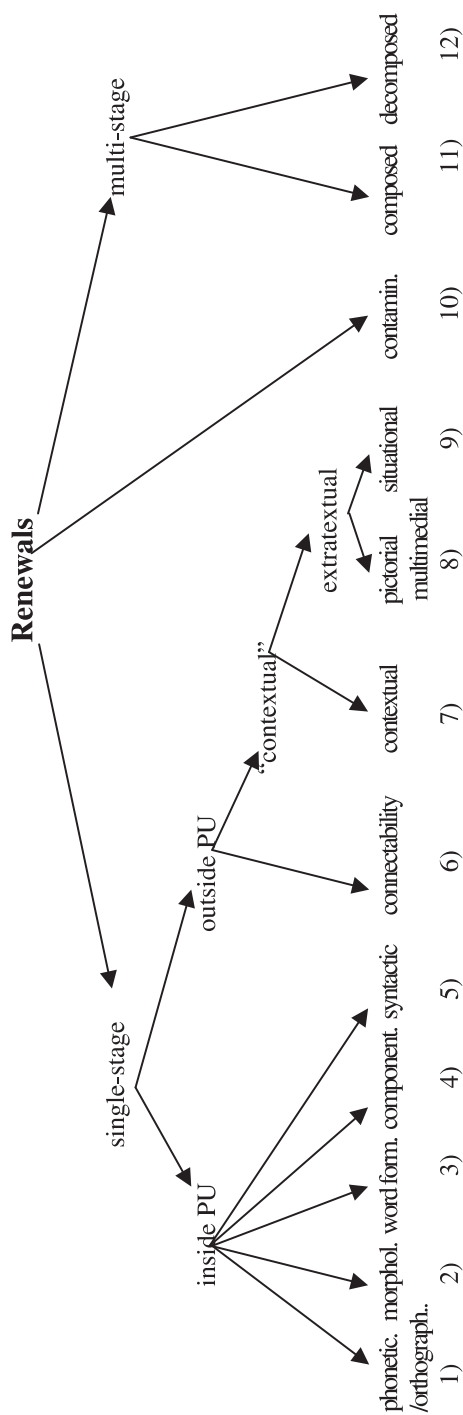 Renewals
single-stage
multi-stage
inside PU
outside PU
“contextual”
extratextual
phonetic. morphol. word form. component. syntactic connectability contextual pictorial situational contamin. composed decomposed
/orthograph.. multimedial
1) 2) 3) 4) 5) 6) 7) 8) 9) 10) 11) 12)